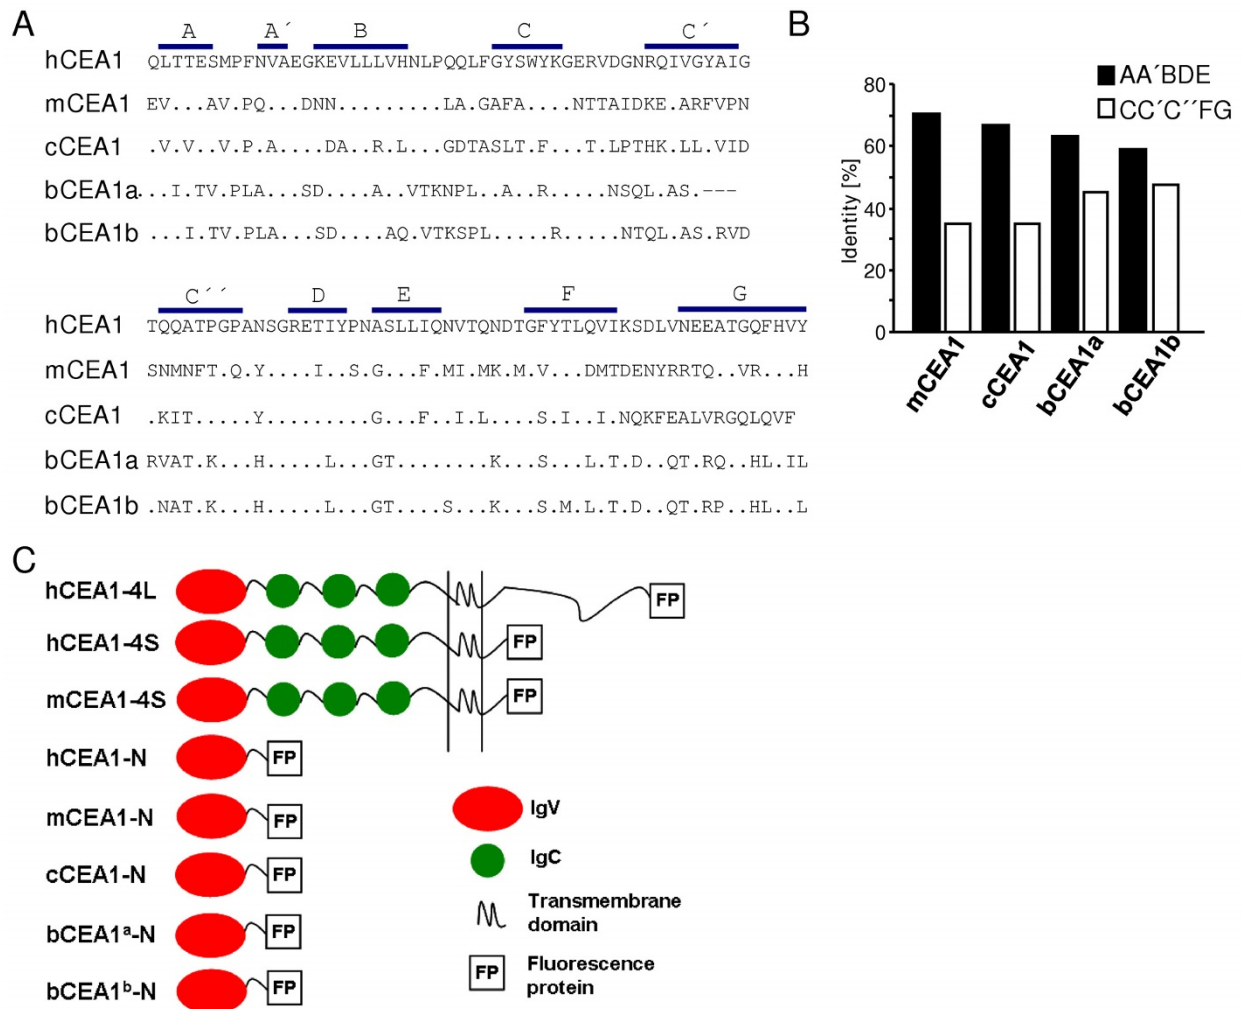 A
A A´ B C C´
hCEA1 QLTTESMPFNVAEGKEVLLLVHNLPQQLFGYSWYKGERVDGNRQIVGYAIG
mCEA1 EV...AV.PQ...DNN.........LA.GAFA....NTTAIDKE.ARFVPN
cCEA1 .V.V..V.P.A....DA..R.L...GDTASLT.F...T.LPTHK.LL.VID
bCEA1a...I.TV.PLA...SD....A..VTKNPL..A..R.....NSQL.AS.---
bCEA1b ...I.TV.PLA...SD....AQ.VTKSPL.....R.....NTQL.AS.RVD
C´´ D E F G
hCEA1 TQQATPGPANSGRETIYPNASLLIQNVTQNDTGFYTLQVIKSDLVNEEATGQFHVY
mCEA1 SNMNFT.Q.Y....I..S.G...F.MI.MK.M.V...DMTDENYRRTQ..VR...H
cCEA1 .KIT.....Y.........G...F..I.L....S.I..I.NQKFEALVRGQLQVF
bCEA1a RVAT.K...H.....L...GT........K...S...L.T.D..QT.RQ..HL.IL
bCEA1b .NAT.K...H.....L...GT....S...K...S.M.L.T.D..QT.RP..HL..L
B
AA´BDE
CC´C´´FG
80
60
40
20
0
Identity [%]
mCEA1 cCEA1 bCEA1a bCEA1b
C
hCEA1-4L FP
hCEA1-4S FP
mCEA1-4S FP
hCEA1-N FP
mCEA1-N FP
cCEA1-N FP
bCEA1ᵃ-N FP
bCEA1ᵇ-N FP
IgV
IgC
Transmembrane
domain
FP Fluorescence
protein